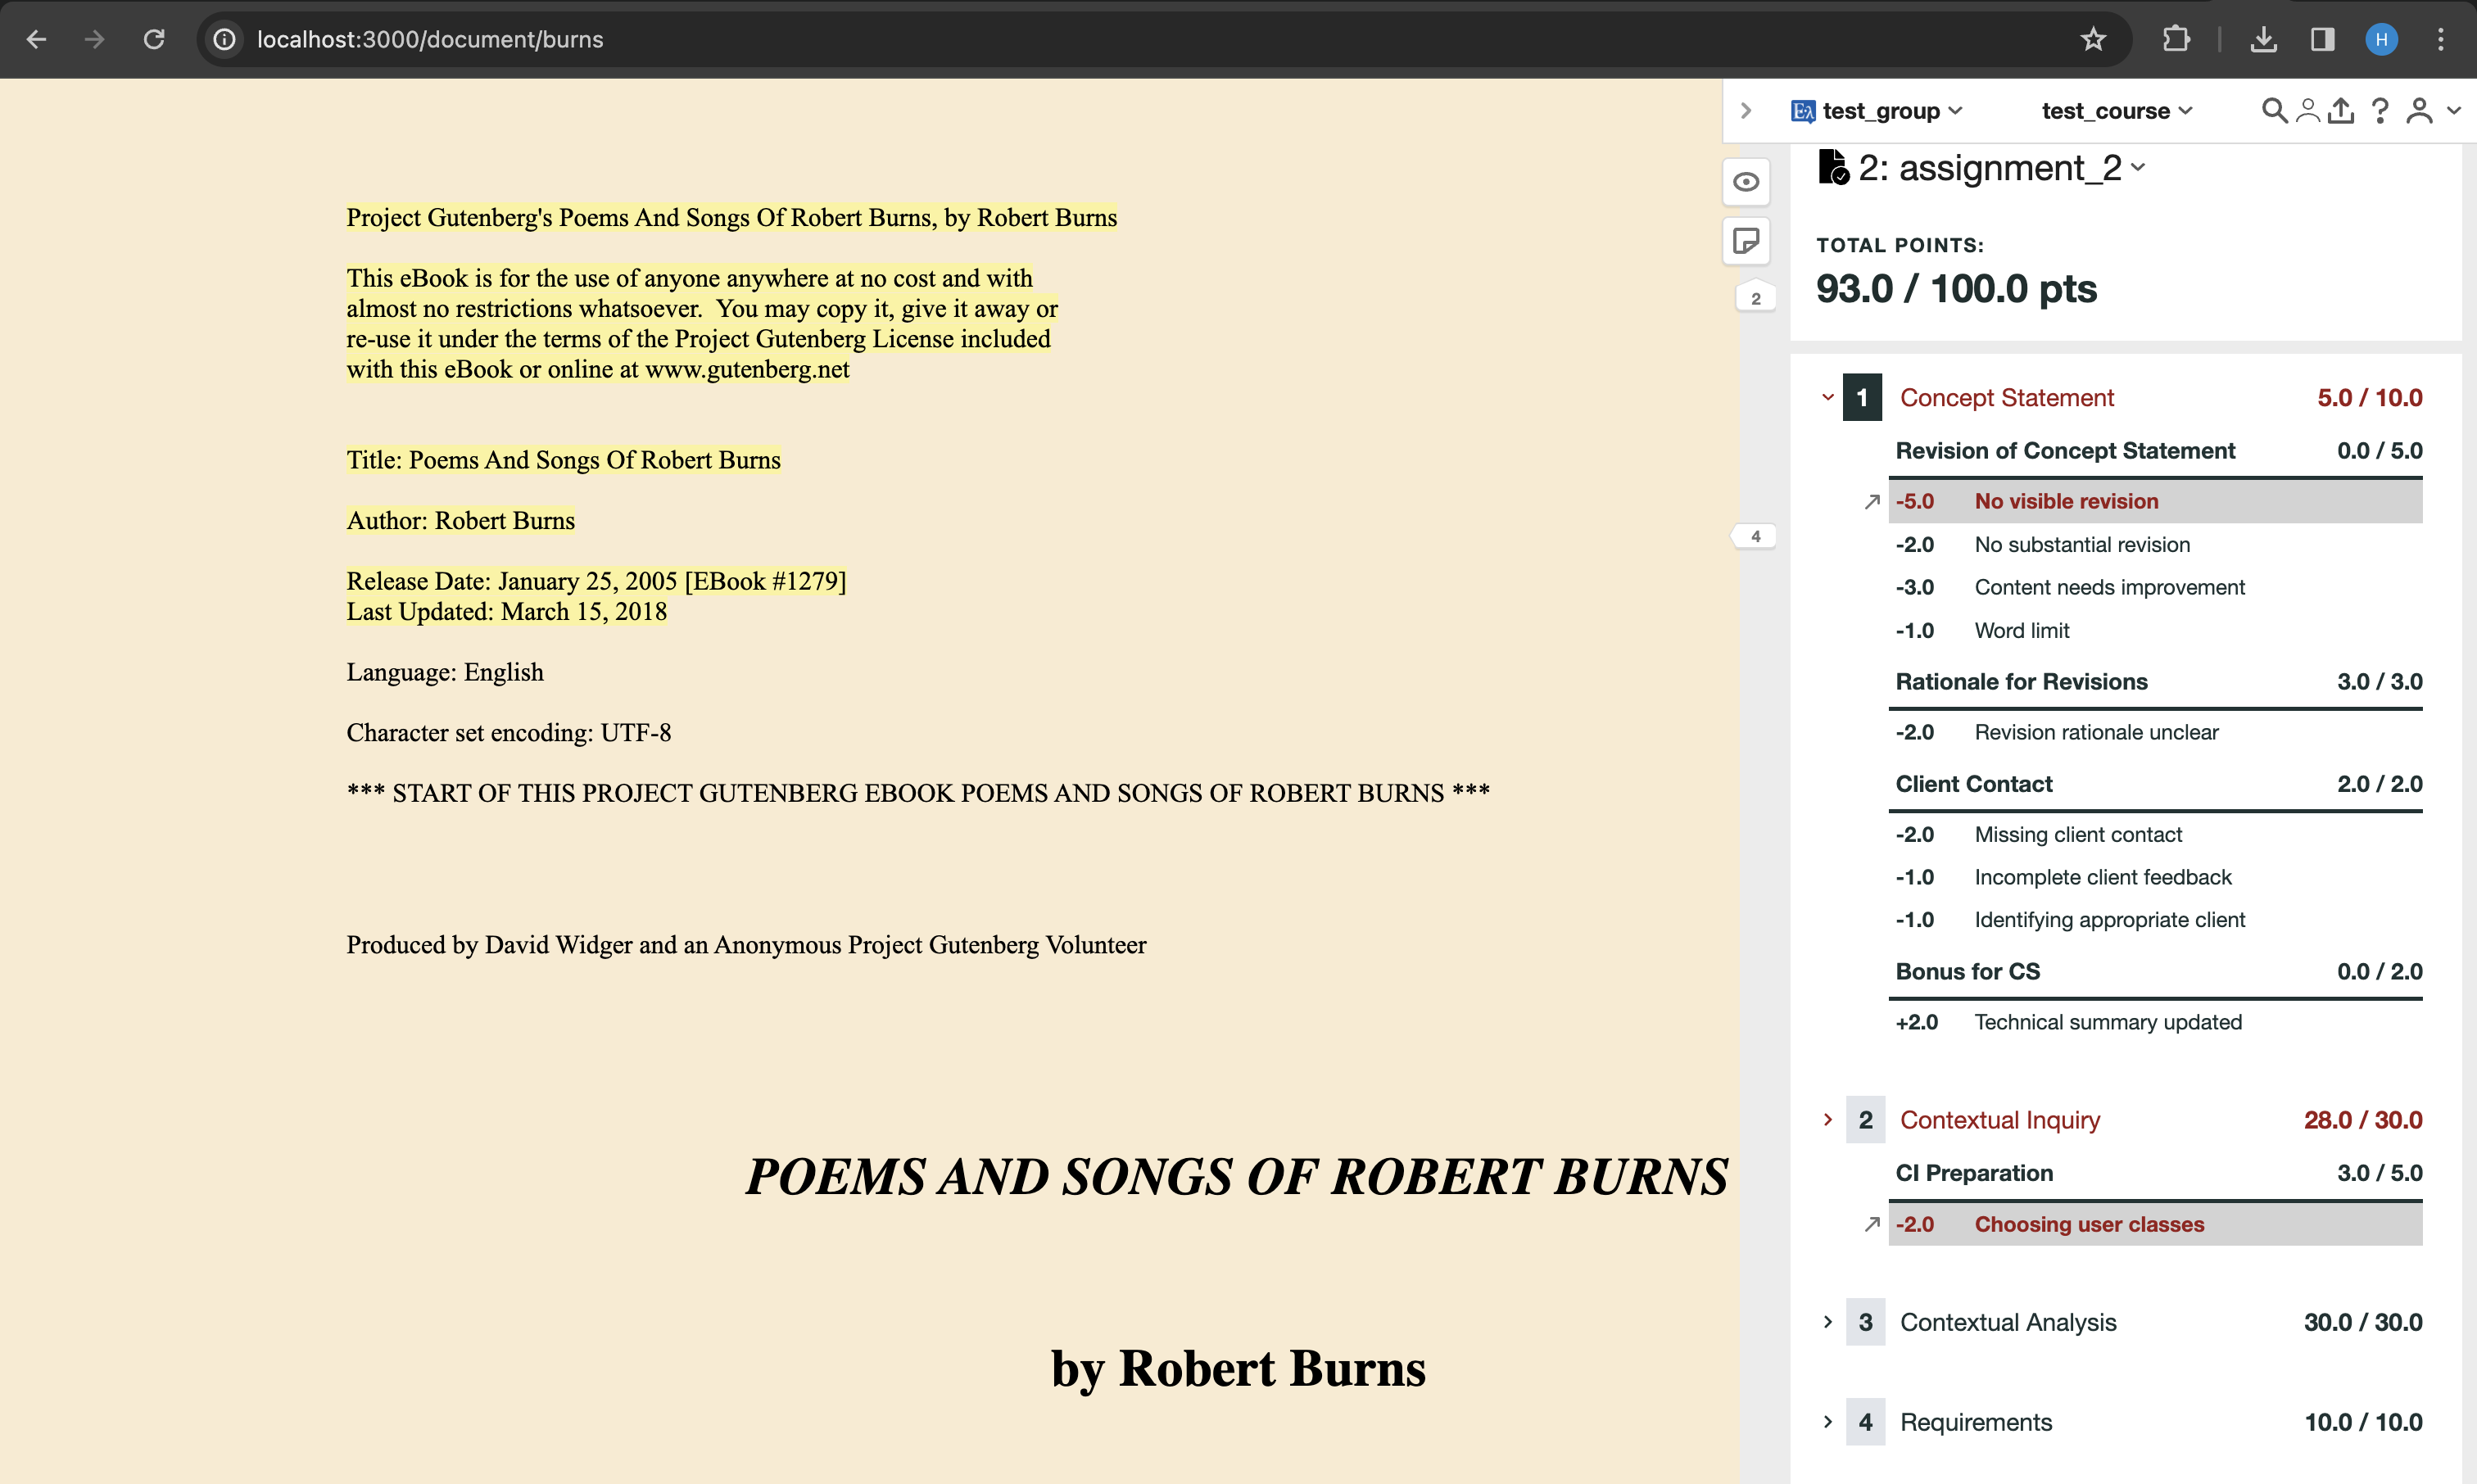 localhost:3000/document/burns
H
Project Gutenberg's Poems And Songs Of Robert Burns, by Robert Burns
This eBook is for the use of anyone anywhere at no cost and with
almost no restrictions whatsoever.  You may copy it, give it away or
re-use it under the terms of the Project Gutenberg License included
with this eBook or online at www.gutenberg.net
Title: Poems And Songs Of Robert Burns
Author: Robert Burns
Release Date: January 25, 2005 [EBook #1279]
Last Updated: March 15, 2018
Language: English
Character set encoding: UTF-8
*** START OF THIS PROJECT GUTENBERG EBOOK POEMS AND SONGS OF ROBERT BURNS ***
Produced by David Widger and an Anonymous Project Gutenberg Volunteer
POEMS AND SONGS OF ROBERT BURNS
by Robert Burns
2
4
Eλ test_group test_course ?
2: assignment_2
TOTAL POINTS:
93.0 / 100.0 pts
1 Concept Statement 5.0 / 10.0
Revision of Concept Statement 0.0 / 5.0
-5.0 No visible revision
-2.0 No substantial revision
-3.0 Content needs improvement
-1.0 Word limit
Rationale for Revisions 3.0 / 3.0
-2.0 Revision rationale unclear
Client Contact 2.0 / 2.0
-2.0 Missing client contact
-1.0 Incomplete client feedback
-1.0 Identifying appropriate client
Bonus for CS 0.0 / 2.0
+2.0 Technical summary updated
2 Contextual Inquiry 28.0 / 30.0
CI Preparation 3.0 / 5.0
-2.0 Choosing user classes
3 Contextual Analysis 30.0 / 30.0
4 Requirements 10.0 / 10.0